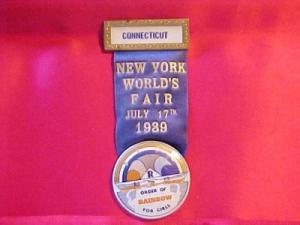 CONNECTICUT
NEW YORK
WORLD'S
FAIR
JULY 17TH
1939
R
ORDER OF
RAINBOW
FOR GIRLS